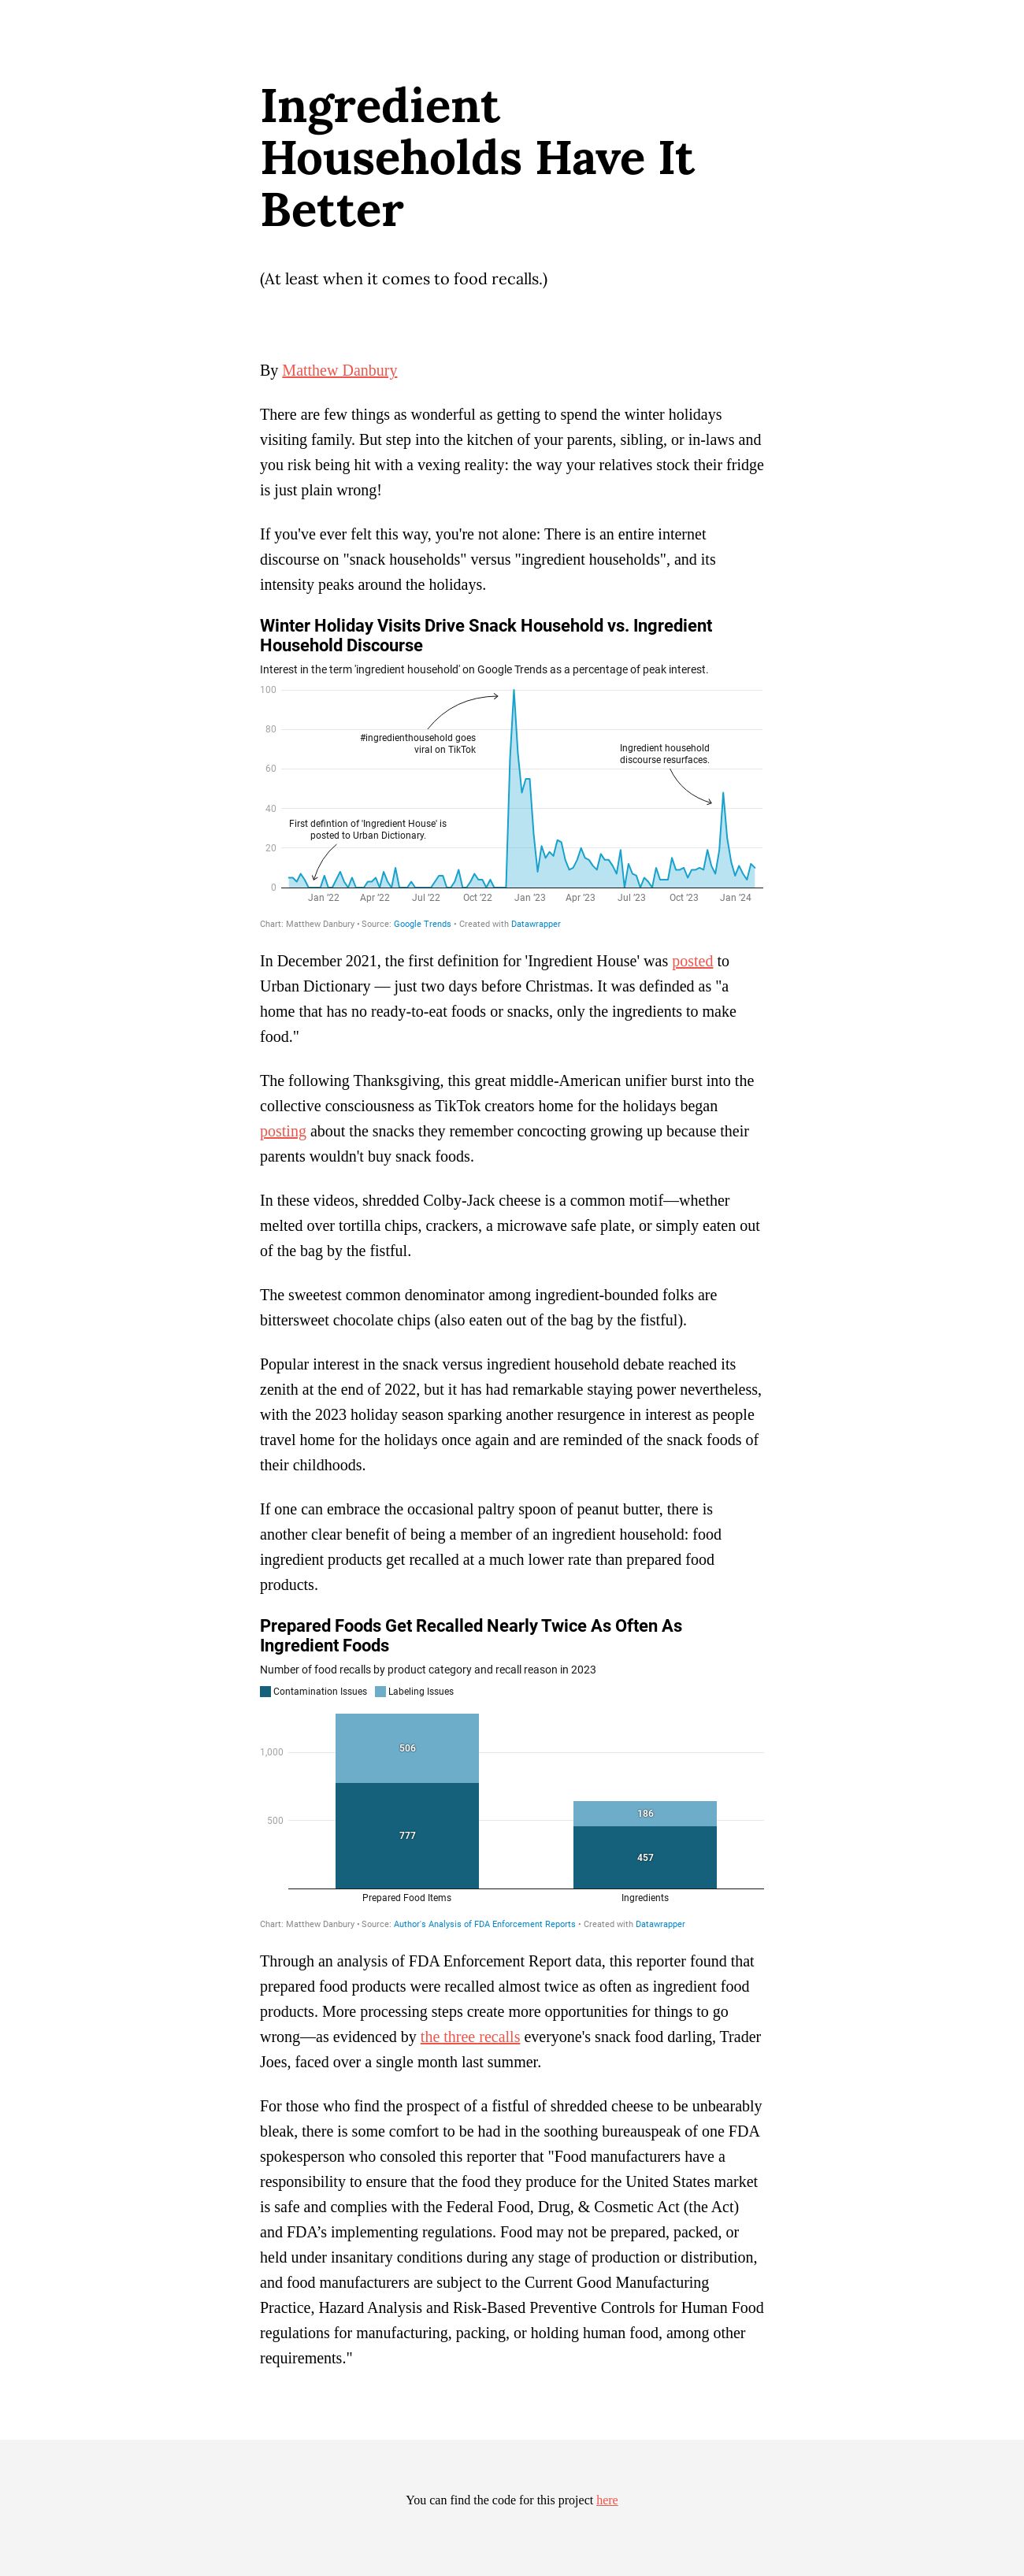 Ingredient
Households Have It
Better
(At least when it comes to food recalls.)
By Matthew Danbury
There are few things as wonderful as getting to spend the winter holidays
visiting family. But step into the kitchen of your parents, sibling, or in-laws and
you risk being hit with a vexing reality: the way your relatives stock their fridge
is just plain wrong!
If you've ever felt this way, you're not alone: There is an entire internet
discourse on "snack households" versus "ingredient households", and its
intensity peaks around the holidays.
Winter Holiday Visits Drive Snack Household vs. Ingredient
Household Discourse
Interest in the term 'ingredient household' on Google Trends as a percentage of peak interest.
100
80
60
40
20
0
#ingredienthousehold goes
viral on TikTok
Ingredient household
discourse resurfaces.
First defintion of 'Ingredient House' is
posted to Urban Dictionary.
Jan '22 Apr '22 Jul '22 Oct '22 Jan '23 Apr '23 Jul '23 Oct '23 Jan '24
Chart: Matthew Danbury • Source: Google Trends • Created with Datawrapper
In December 2021, the first definition for 'Ingredient House' was posted to
Urban Dictionary — just two days before Christmas. It was definded as "a
home that has no ready-to-eat foods or snacks, only the ingredients to make
food."
The following Thanksgiving, this great middle-American unifier burst into the
collective consciousness as TikTok creators home for the holidays began
posting about the snacks they remember concocting growing up because their
parents wouldn't buy snack foods.
In these videos, shredded Colby-Jack cheese is a common motif—whether
melted over tortilla chips, crackers, a microwave safe plate, or simply eaten out
of the bag by the fistful.
The sweetest common denominator among ingredient-bounded folks are
bittersweet chocolate chips (also eaten out of the bag by the fistful).
Popular interest in the snack versus ingredient household debate reached its
zenith at the end of 2022, but it has had remarkable staying power nevertheless,
with the 2023 holiday season sparking another resurgence in interest as people
travel home for the holidays once again and are reminded of the snack foods of
their childhoods.
If one can embrace the occasional paltry spoon of peanut butter, there is
another clear benefit of being a member of an ingredient household: food
ingredient products get recalled at a much lower rate than prepared food
products.
Prepared Foods Get Recalled Nearly Twice As Often As
Ingredient Foods
Number of food recalls by product category and recall reason in 2023
Contamination Issues Labeling Issues
1,000
500
506
777
186
457
Prepared Food Items Ingredients
Chart: Matthew Danbury • Source: Author's Analysis of FDA Enforcement Reports • Created with Datawrapper
Through an analysis of FDA Enforcement Report data, this reporter found that
prepared food products were recalled almost twice as often as ingredient food
products. More processing steps create more opportunities for things to go
wrong—as evidenced by the three recalls everyone's snack food darling, Trader
Joes, faced over a single month last summer.
For those who find the prospect of a fistful of shredded cheese to be unbearably
bleak, there is some comfort to be had in the soothing bureauspeak of one FDA
spokesperson who consoled this reporter that "Food manufacturers have a
responsibility to ensure that the food they produce for the United States market
is safe and complies with the Federal Food, Drug, & Cosmetic Act (the Act)
and FDA’s implementing regulations. Food may not be prepared, packed, or
held under insanitary conditions during any stage of production or distribution,
and food manufacturers are subject to the Current Good Manufacturing
Practice, Hazard Analysis and Risk-Based Preventive Controls for Human Food
regulations for manufacturing, packing, or holding human food, among other
requirements."
You can find the code for this project here